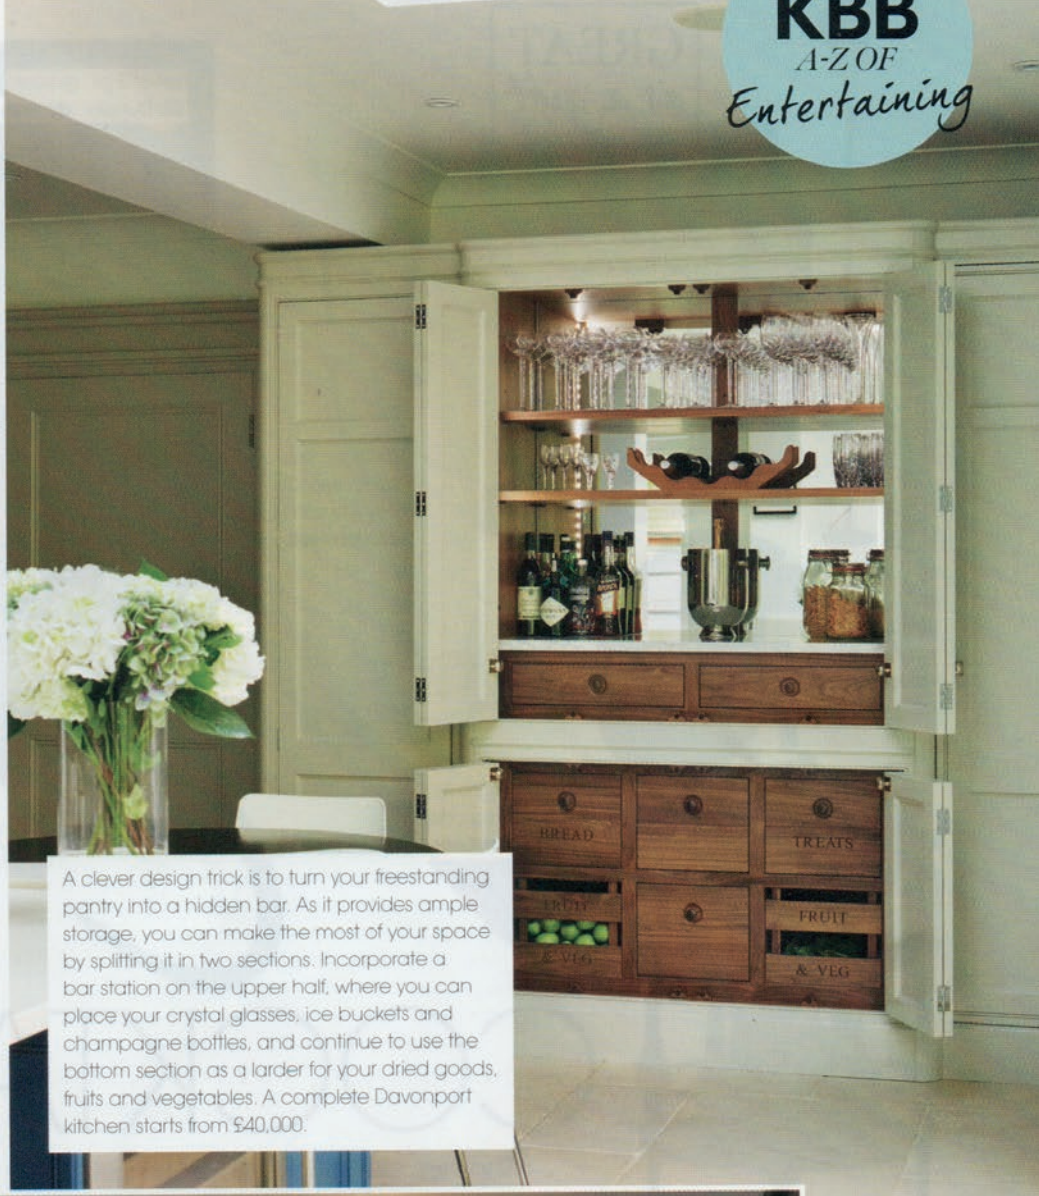 KBB
A-Z OF
Entertaining
BREAD
TREATS
FRUIT
& VEG
FRUIT
& VEG
A clever design trick is to turn your freestanding
pantry into a hidden bar. As it provides ample
storage, you can make the most of your space
by splitting it in two sections. Incorporate a
bar station on the upper half, where you can
place your crystal glasses, ice buckets and
champagne bottles, and continue to use the
bottom section as a larder for your dried goods,
fruits and vegetables. A complete Davonport
kitchen starts from £40,000.